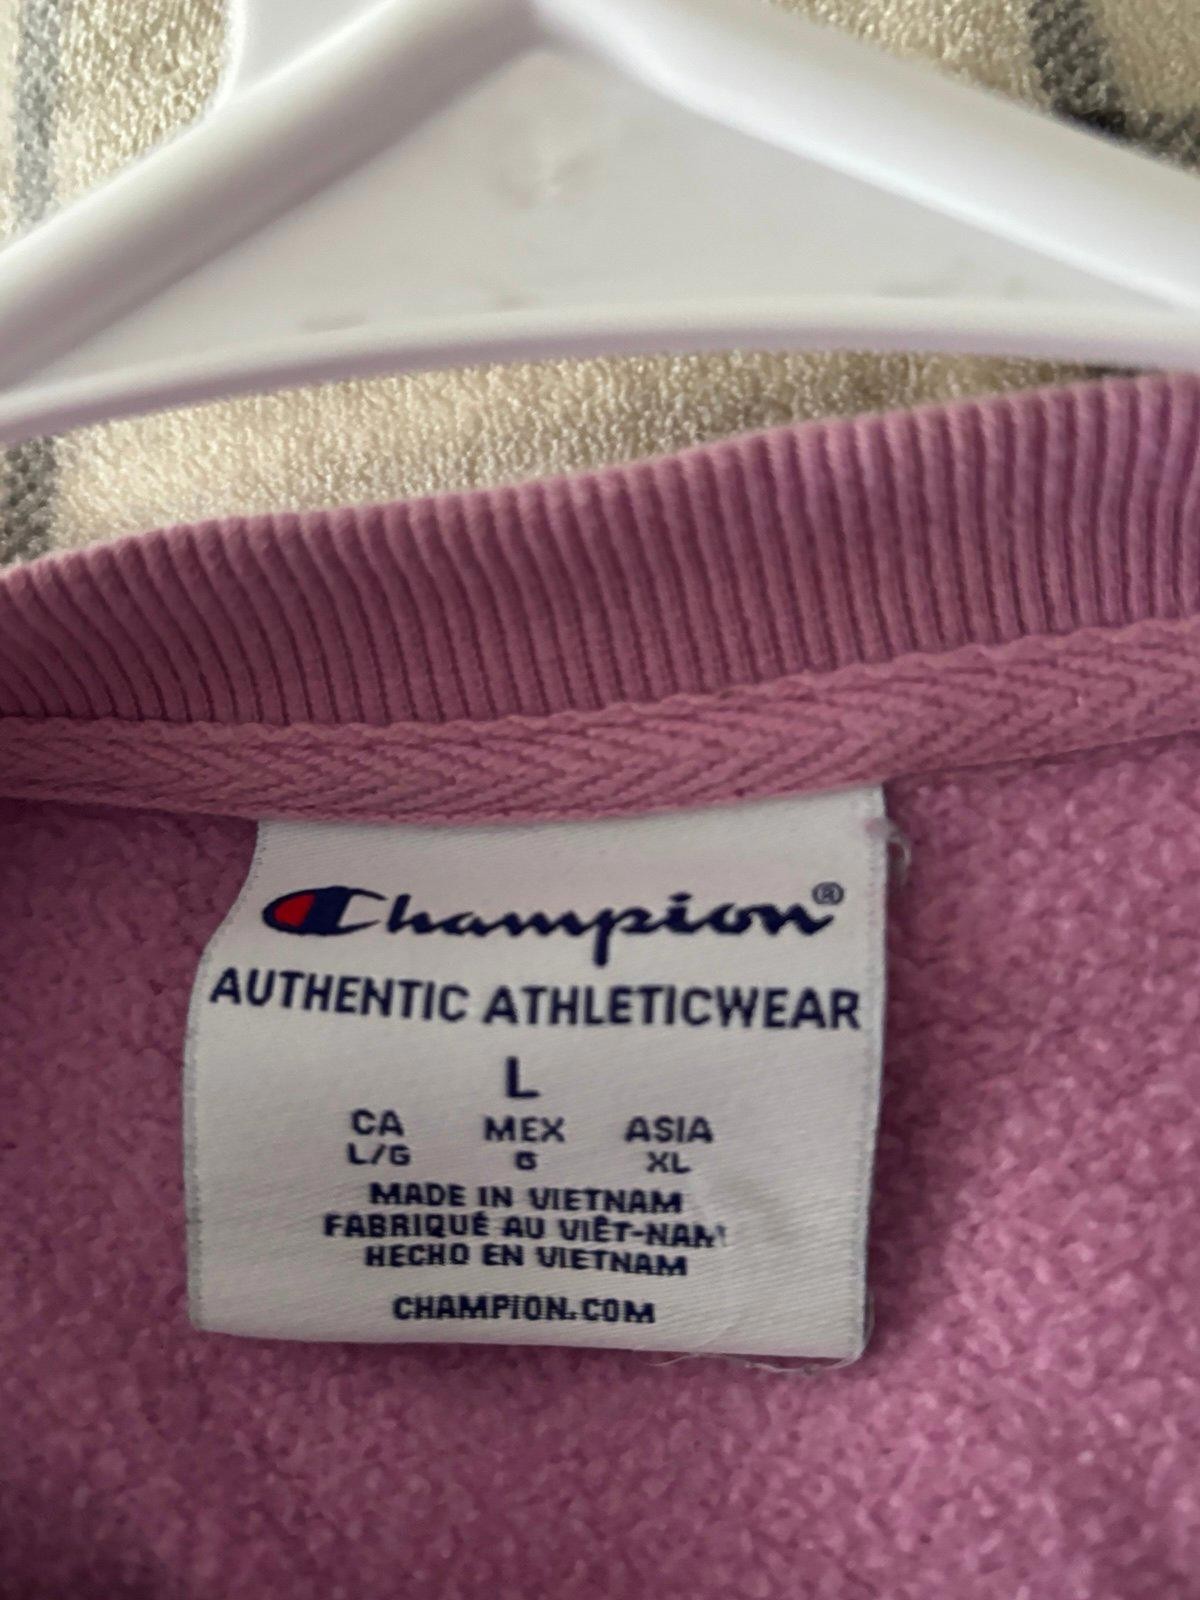 Champion®
AUTHENTIC ATHLETICWEAR
L
CA MEX ASIA
L/G G XL
MADE IN VIETNAM
FABRIQUÉ AU VIÊT-NAM
HECHO EN VIETNAM
CHAMPION.COM